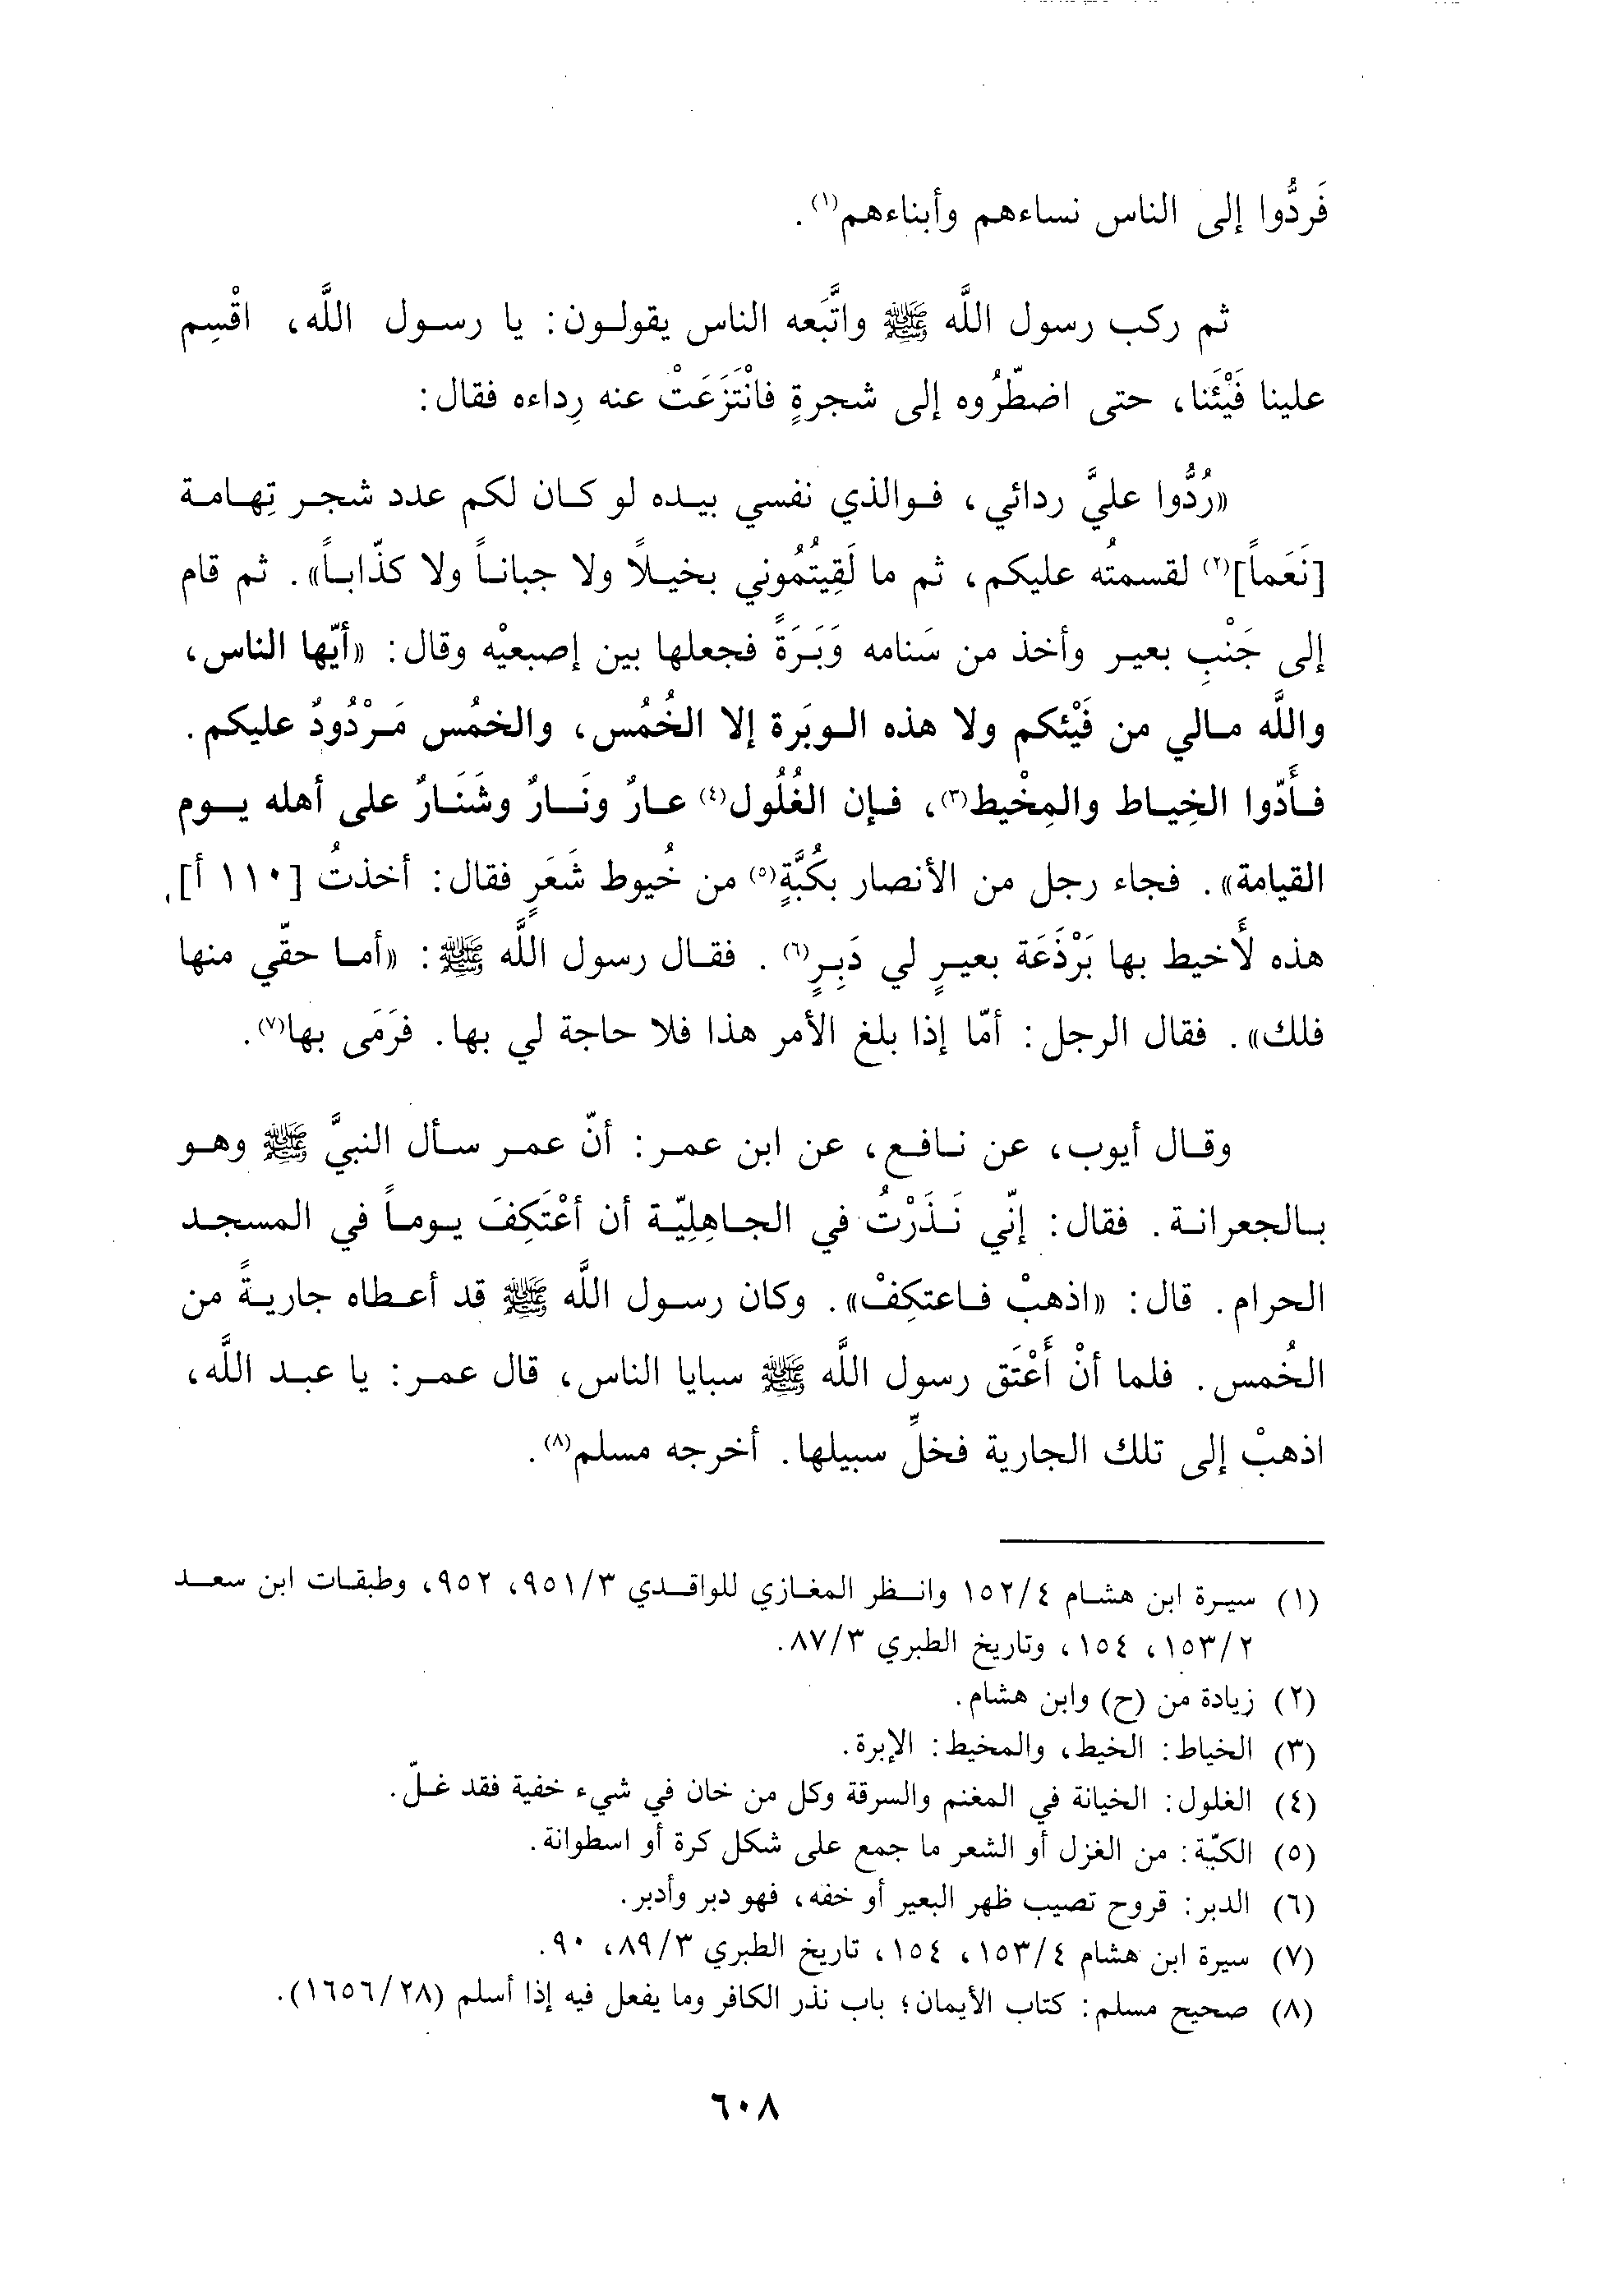 فَردُّوا إلى الناس نساءهم وأبناءهم(١).
ثم ركب رسول اللَّه ﷺ واتَّبَعه الناس يقولون: يا رسول اللَّه، اقْسِم
علينا فَيْئَنا، حتى اضطّرُوه إلى شجرةٍ فانْتَزَعَتْ عنه رِداءه فقال:
«رُدُّوا عليَّ ردائي، فوالذي نفسي بيده لو كان لكم عدد شجر تِهامة
[نَعَماً](٢) لقسمتُه عليكم، ثم ما لَقِيتُمُوني بخيلاً ولا جباناً ولا كذّاباً». ثم قام
إلى جَنْبِ بعير وأخذ من سَنامه وَبَرَةً فجعلها بين إصبعيْه وقال: «أيّها الناس،
واللَّه مالي من فَيْئكم ولا هذه الوبَرة إلا الخُمُس، والخمُس مَرْدُودٌ عليكم.
فأَدّوا الخِياط والمِخْيط(٣)، فإن الغُلُول(٤) عارٌ ونَارٌ وشَنَارٌ على أهله يوم
القيامة». فجاء رجل من الأنصار بكُبَّةٍ(٥) من خُيوط شَعَرٍ فقال: أخذتُ [١١٠ أ]
هذه لأَخيط بها بَرْذَعَة بعيرٍ لي دَبِرٍ(٦). فقال رسول اللَّه ﷺ: «أما حقّي منها
فلك». فقال الرجل: أمّا إذا بلغ الأمر هذا فلا حاجة لي بها. فرَمَى بها(٧).
وقال أيوب، عن نافع، عن ابن عمر: أنّ عمر سأل النبيَّ ﷺ وهو
بالجعرانة. فقال: إنّي نَذَرْتُ في الجاهِلِيّة أن أعْتَكِفَ يوماً في المسجد
الحرام. قال: «اذهبْ فاعتكِفْ». وكان رسول اللَّه ﷺ قد أعطاه جاريةً من
الخُمس. فلما أنْ أَعْتَق رسول اللَّه ﷺ سبايا الناس، قال عمر: يا عبد اللَّه،
اذهبْ إلى تلك الجارية فخلِّ سبيلها. أخرجه مسلم(٨).
(١) سيرة ابن هشام ١٥٢/٤ وانظر المغازي للواقدي ٩٥١/٣، ٩٥٢، وطبقات ابن سعد
١٥٣/٢، ١٥٤، وتاريخ الطبري ٨٧/٣.
(٢) زيادة من (ح) وابن هشام.
(٣) الخياط: الخيط، والمخيط: الإبرة.
(٤) الغلول: الخيانة في المغنم والسرقة وكل من خان في شيء خفية فقد غلّ.
(٥) الكبّة: من الغزل أو الشعر ما جمع على شكل كرة أو اسطوانة.
(٦) الدبر: قروح تصيب ظهر البعير أو خفه، فهو دبر وأدبر.
(٧) سيرة ابن هشام ١٥٣/٤، ١٥٤، تاريخ الطبري ٨٩/٣، ٩٠.
(٨) صحيح مسلم: كتاب الأيمان؛ باب نذر الكافر وما يفعل فيه إذا أسلم (١٦٥٦/٢٨).
٦٠٨